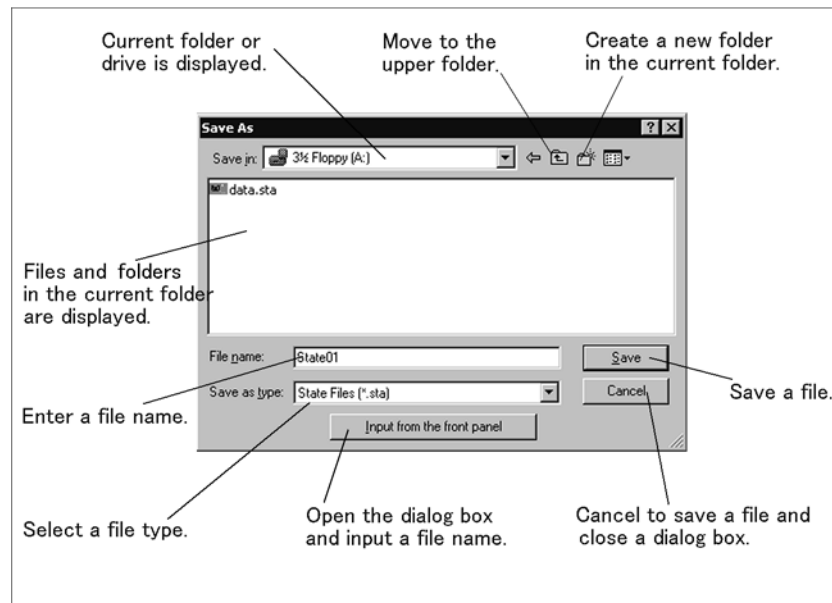 Current folder or
drive is displayed.
Move to the
upper folder.
Create a new folder
in the current folder.
Save As
Save in: 3½ Floppy (A:)
data.sta
Files and folders
in the current folder
are displayed.
File name: State01
Save
Save as type: State Files (*.sta)
Cancel
Save a file.
Enter a file name.
Input from the front panel
Select a file type.
Open the dialog box
and input a file name.
Cancel to save a file and
close a dialog box.